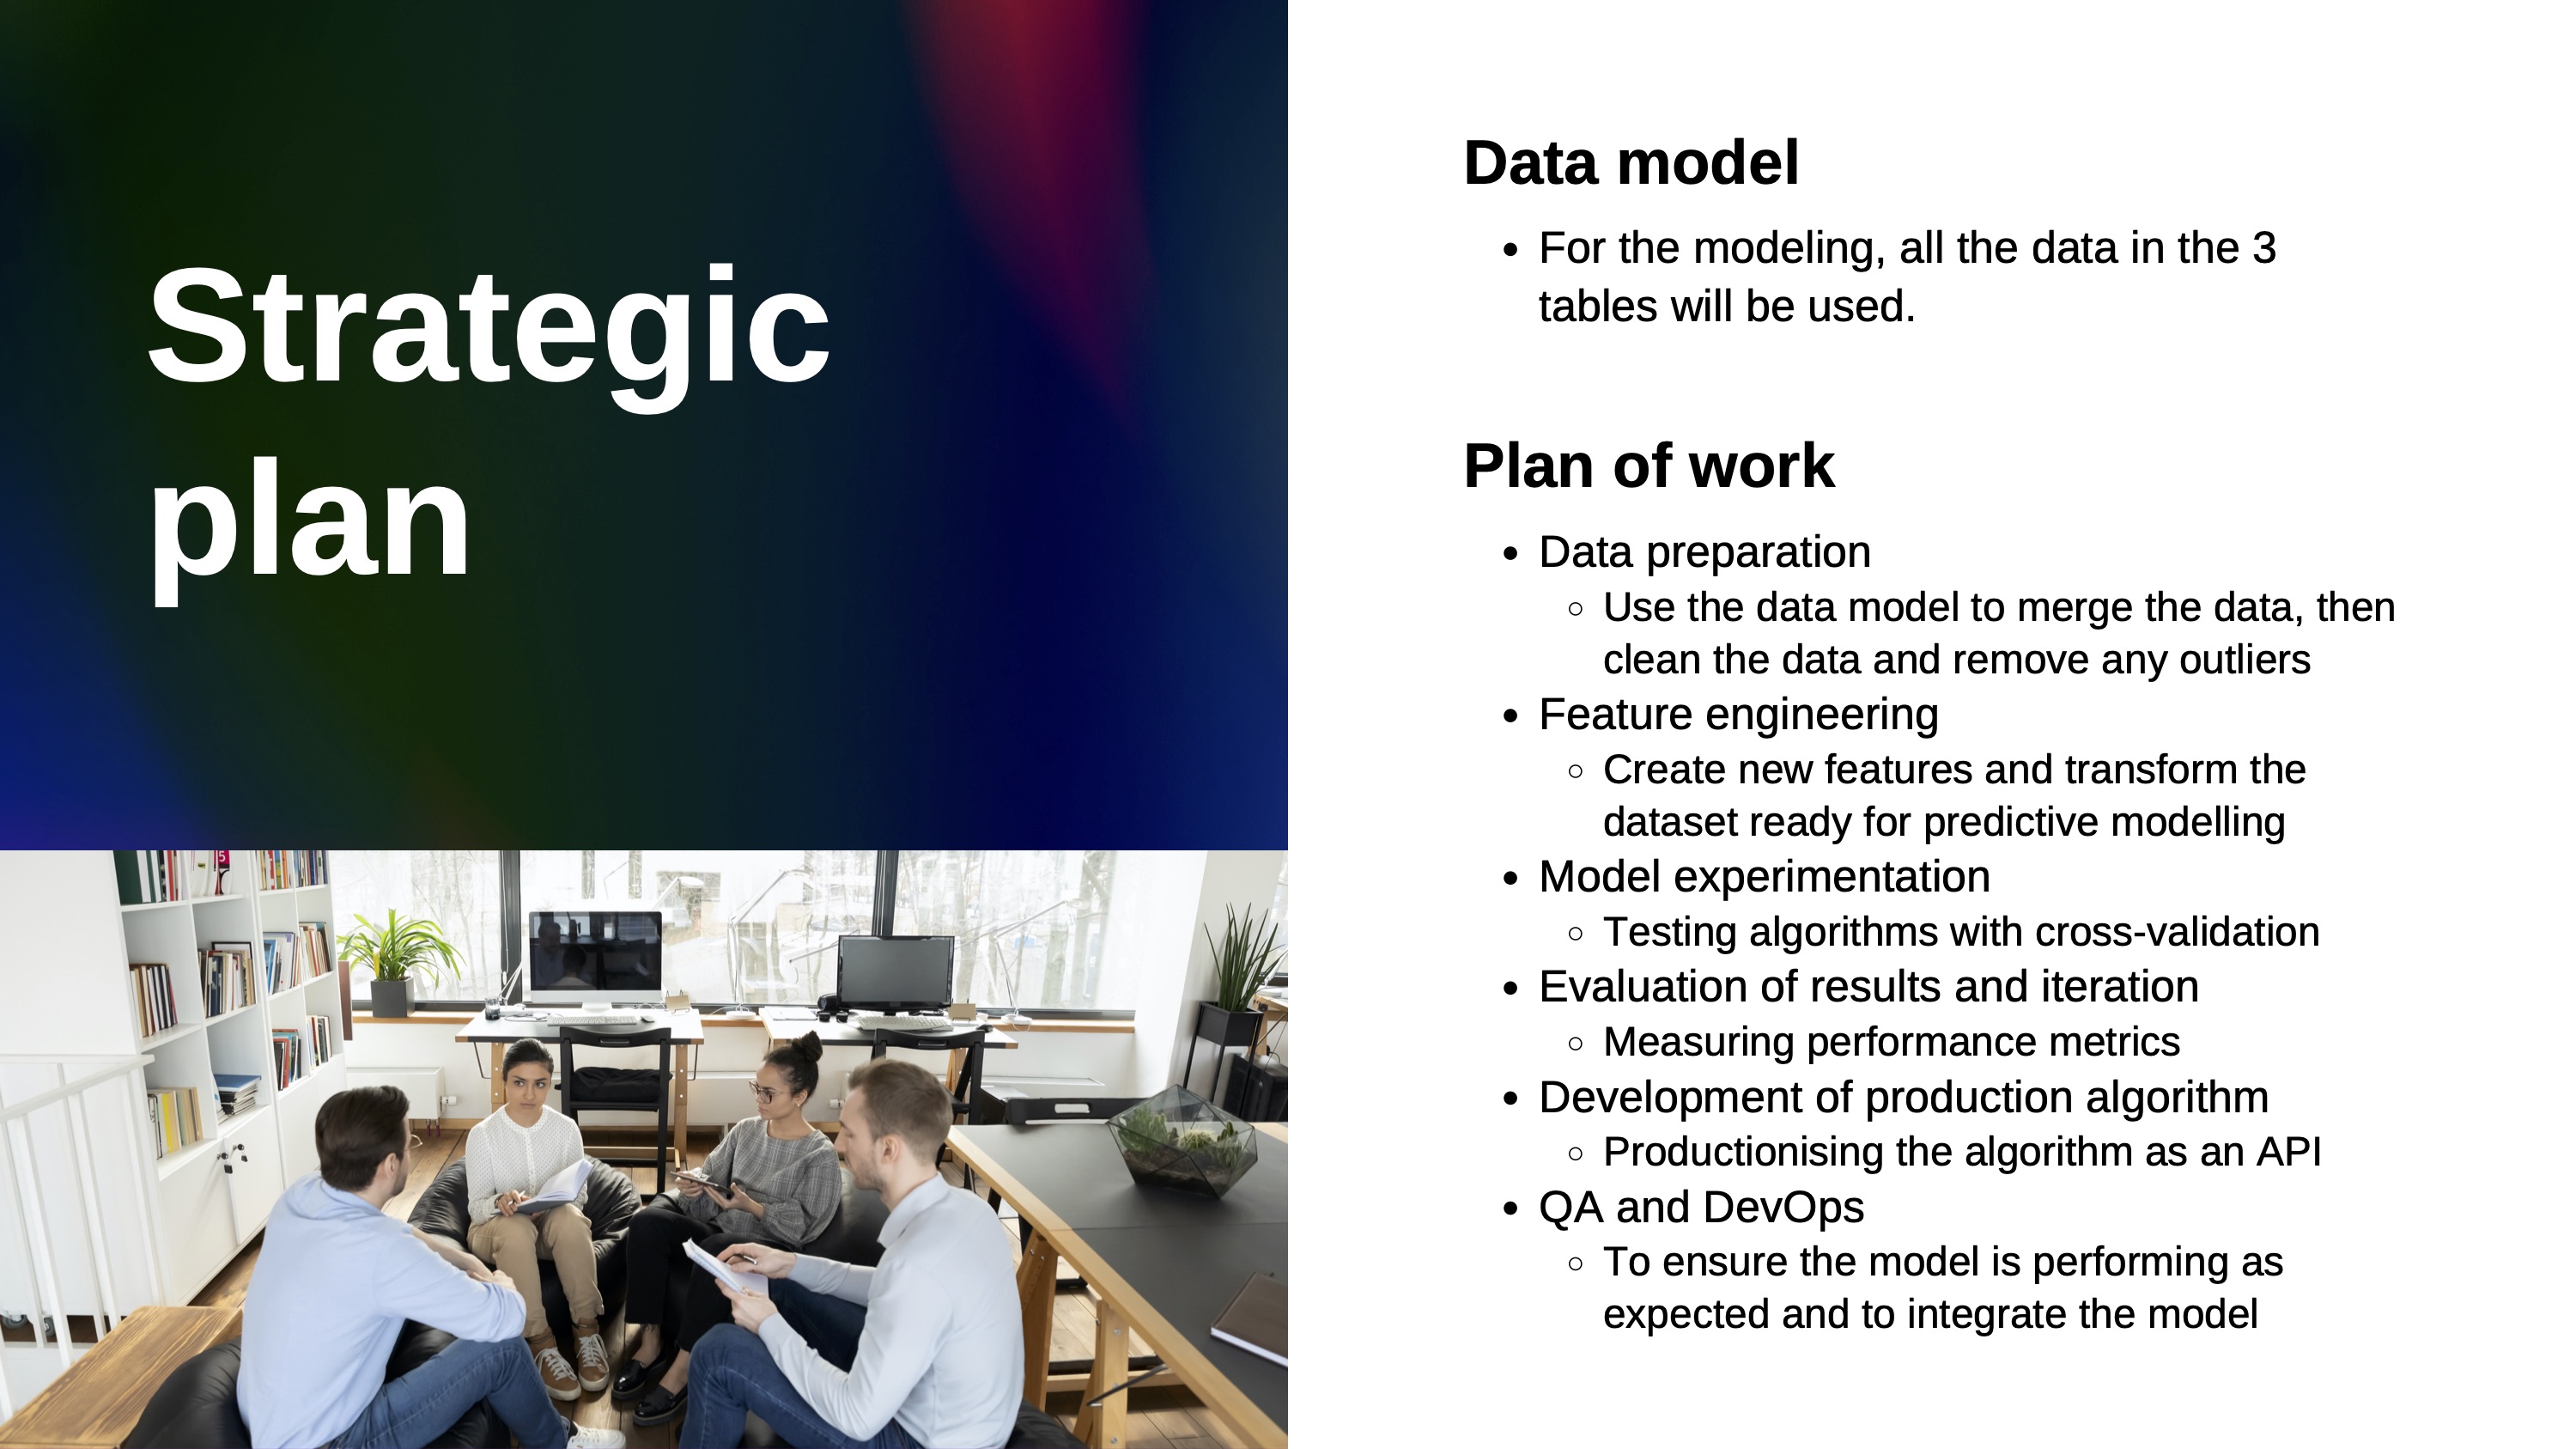 Strategic
plan
Data model
• For the modeling, all the data in the 3
tables will be used.
Plan of work
• Data preparation
○ Use the data model to merge the data, then
clean the data and remove any outliers
• Feature engineering
○ Create new features and transform the
dataset ready for predictive modelling
• Model experimentation
○ Testing algorithms with cross-validation
• Evaluation of results and iteration
○ Measuring performance metrics
• Development of production algorithm
○ Productionising the algorithm as an API
• QA and DevOps
○ To ensure the model is performing as
expected and to integrate the model